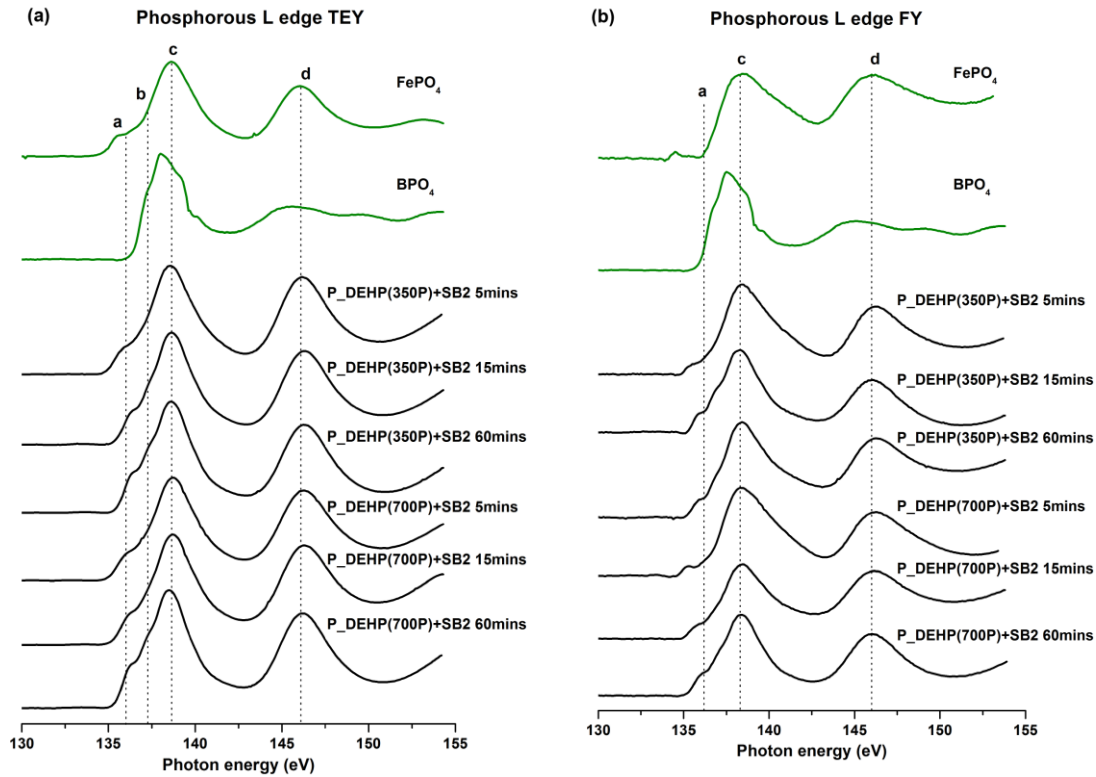 (a) Phosphorous L edge TEY
a
b
c
d
FePO₄
BPO₄
P_DEHP(350P)+SB2 5mins
P_DEHP(350P)+SB2 15mins
P_DEHP(350P)+SB2 60mins
P_DEHP(700P)+SB2 5mins
P_DEHP(700P)+SB2 15mins
P_DEHP(700P)+SB2 60mins
130 135 140 145 150 155
Photon energy (eV)
(b) Phosphorous L edge FY
a
c
d
FePO₄
BPO₄
P_DEHP(350P)+SB2 5mins
P_DEHP(350P)+SB2 15mins
P_DEHP(350P)+SB2 60mins
P_DEHP(700P)+SB2 5mins
P_DEHP(700P)+SB2 15mins
P_DEHP(700P)+SB2 60mins
130 135 140 145 150 155
Photon energy (eV)